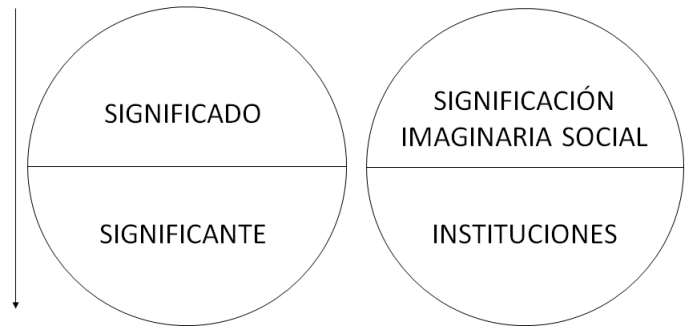 SIGNIFICADO
SIGNIFICANTE
SIGNIFICACIÓN
IMAGINARIA SOCIAL
INSTITUCIONES